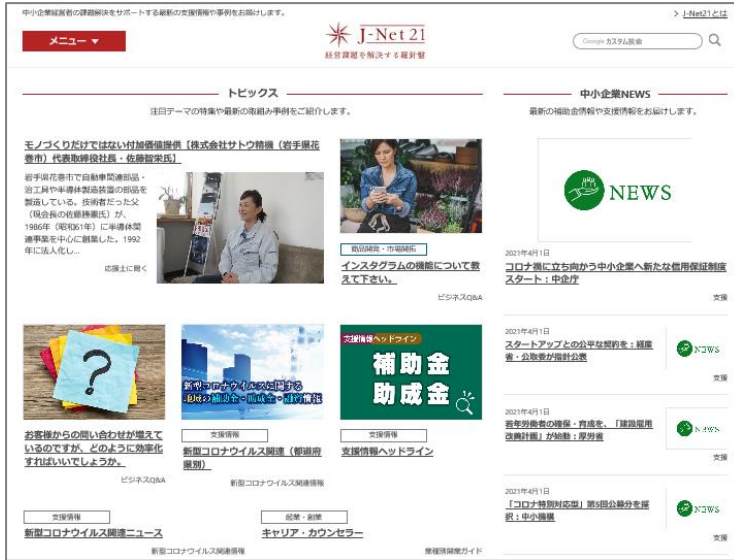 中小企業経営者の課題解決をサポートする最新の支援情報や事例をお届けします。
> J-Net21とは
メニュー ▼
J-Net 21
経営課題を解決する羅針盤
Google カスタム検索
トピックス
注目テーマの特集や最新の取組み事例をご紹介します。
モノづくりだけではない付加価値提供【株式会社サトウ精機（岩手県花
巻市）代表取締役社長・佐藤智栄氏】
岩手県花巻市で自動車関連部品・
治工具や半導体製造装置の部品を
製造している。技術者だった父
（現会長の佐藤勝憲氏）が、
1986年（昭和61年）に半導体関
連事業を中心に創業した。1992
年に法人化し...
応援士に聞く
商品開発・市場開拓
インスタグラムの機能について教
えて下さい。
ビジネスQ&A
?
お客様からの問い合わせが増えて
いるのですが、どのように効率化
すればいいでしょうか。
ビジネスQ&A
新型コロナウイルスに関する
地域の補助金・助成金・融資情報
支援情報
新型コロナウイルス関連（都道府
県別）
新型コロナウイルス関連情報
支援情報ヘッドライン
補助金
助成金
支援情報
支援情報ヘッドライン
支援情報
新型コロナウイルス関連ニュース
新型コロナウイルス関連情報
起業・創業
キャリア・カウンセラー
業種別開業ガイド
中小企業NEWS
最新の補助金情報や支援情報をお届けします。
NEWS
2021年4月1日
コロナ禍に立ち向かう中小企業へ新たな信用保証制度
スタート：中企庁
支援
2021年4月1日
スタートアップとの公平な契約を：経産
省・公取委が指針公表
NEWS
支援
2021年4月1日
若年労働者の確保・育成を、「建設雇用
改善計画」が始動：厚労省
NEWS
支援
2021年4月1日
「コロナ特別対応型」第5回公募分を採
択：中小機構
NEWS
支援